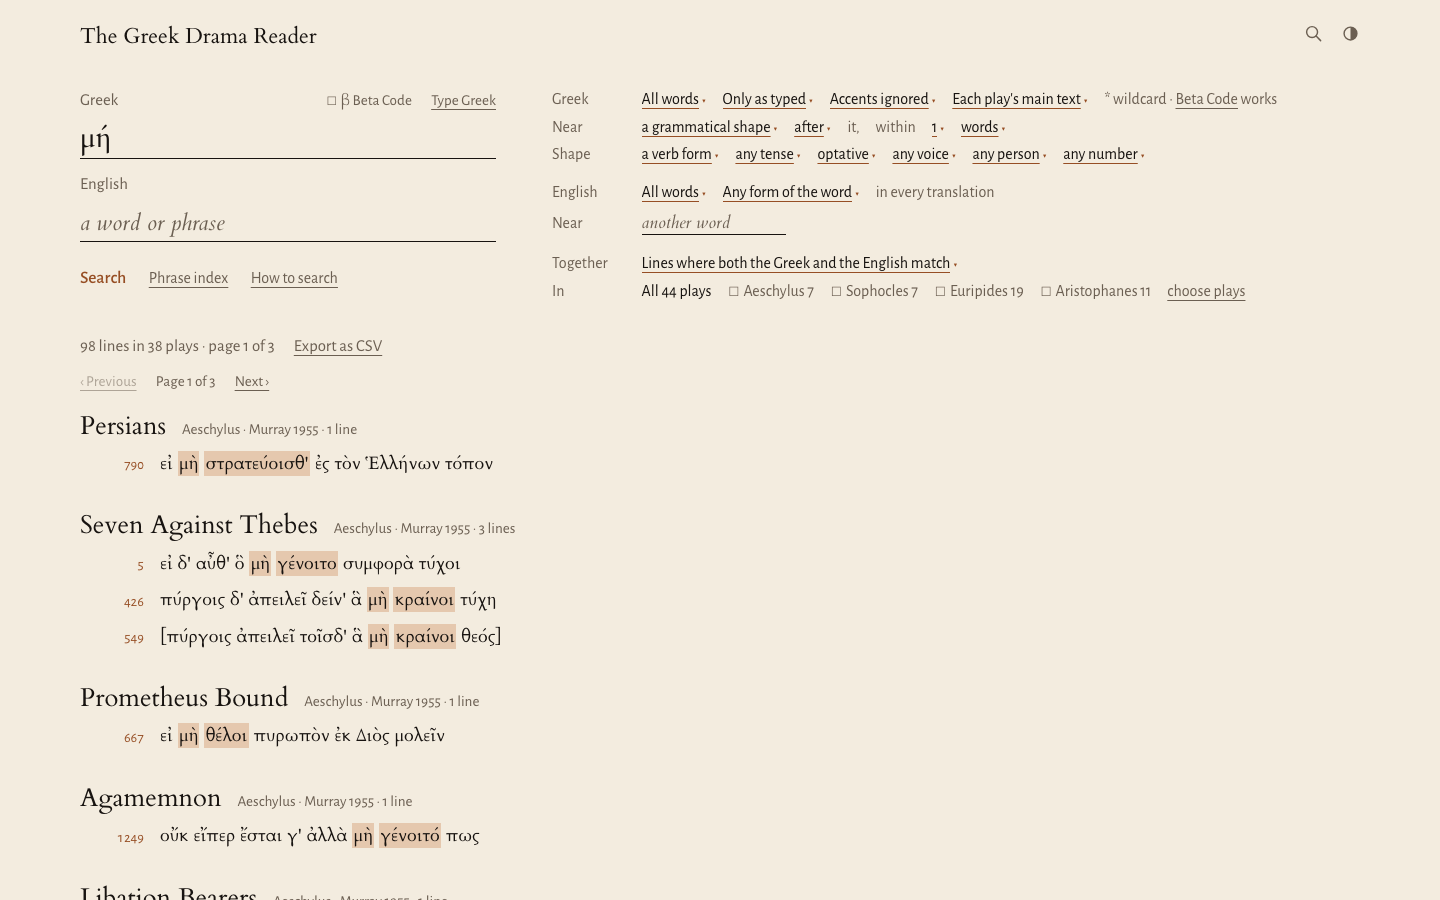 The Greek Drama Reader
Greek
β Beta Code
Type Greek
μή
English
a word or phrase
Search
Phrase index
How to search
Greek All words Only as typed Accents ignored Each play's main text * wildcard · Beta Code works
Near a grammatical shape after it, within 1 words
Shape a verb form any tense optative any voice any person any number
English All words Any form of the word in every translation
Near another word
Together Lines where both the Greek and the English match
In All 44 plays Aeschylus 7 Sophocles 7 Euripides 19 Aristophanes 11 choose plays
98 lines in 38 plays · page 1 of 3 Export as CSV
‹ Previous Page 1 of 3 Next ›
Persians Aeschylus · Murray 1955 · 1 line
790 εἰ μὴ στρατεύοισθ' ἐς τὸν Ἑλλήνων τόπον
Seven Against Thebes Aeschylus · Murray 1955 · 3 lines
5 εἰ δ' αὖθ' ὃ μὴ γένοιτο συμφορὰ τύχοι
426 πύργοις δ' ἀπειλεῖ δείν' ἃ μὴ κραίνοι τύχη
549 [πύργοις ἀπειλεῖ τοῖσδ' ἃ μὴ κραίνοι θεός]
Prometheus Bound Aeschylus · Murray 1955 · 1 line
667 εἰ μὴ θέλοι πυρωπὸν ἐκ Διὸς μολεῖν
Agamemnon Aeschylus · Murray 1955 · 1 line
1249 οὔκ εἴπερ ἔσται γ' ἀλλὰ μὴ γένοιτό πως
Libation Bearers Aeschylus · Murray 1955 · 1 line